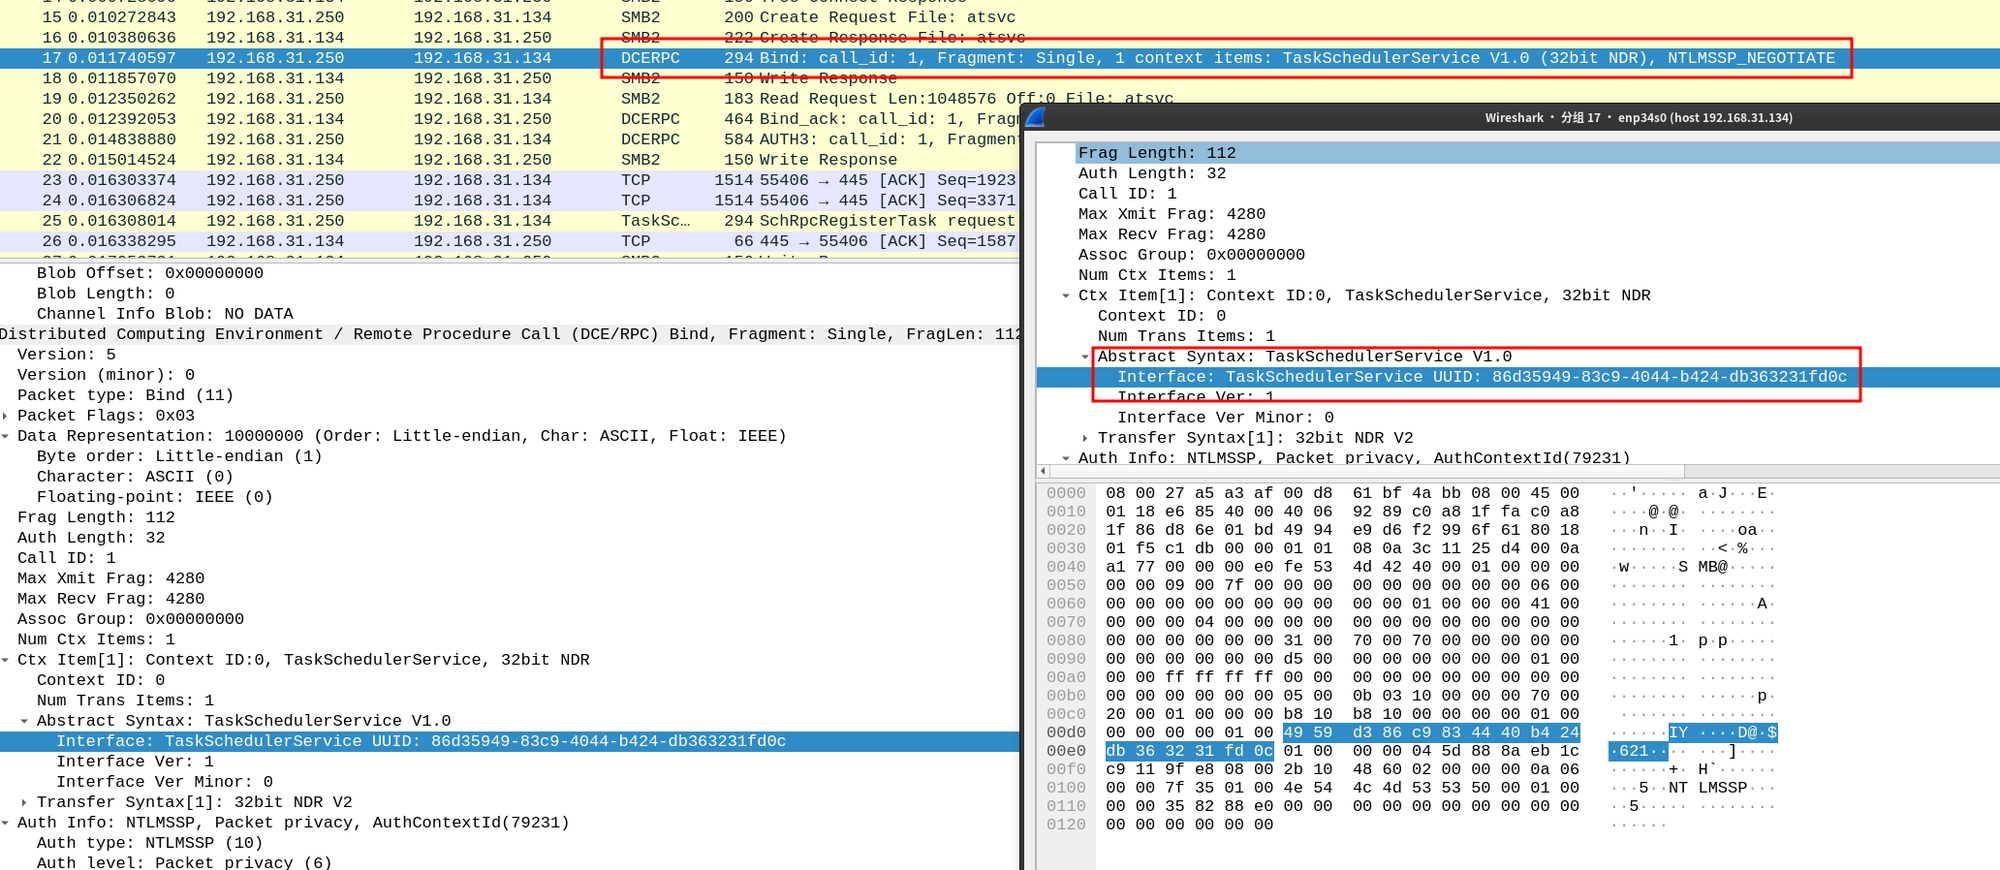 15 0.010272843 192.168.31.250 192.168.31.134 SMB2 200 Create Request File: atsvc
16 0.010380636 192.168.31.134 192.168.31.250 SMB2 222 Create Response File: atsvc
17 0.011740597 192.168.31.250 192.168.31.134 DCERPC 294 Bind: call_id: 1, Fragment: Single, 1 context items: TaskSchedulerService V1.0 (32bit NDR), NTLMSSP_NEGOTIATE
18 0.011857070 192.168.31.134 192.168.31.250 SMB2 150 Write Response
19 0.012350262 192.168.31.250 192.168.31.134 SMB2 183 Read Request Len:1048576 Off:0 File: atsvc
20 0.012392053 192.168.31.134 192.168.31.250 DCERPC 464 Bind_ack: call_id: 1, Frag
21 0.014838880 192.168.31.250 192.168.31.134 DCERPC 584 AUTH3: call_id: 1, Fragment
22 0.015014524 192.168.31.134 192.168.31.250 SMB2 150 Write Response
23 0.016303374 192.168.31.250 192.168.31.134 TCP 1514 55406 → 445 [ACK] Seq=1923
24 0.016306824 192.168.31.250 192.168.31.134 TCP 1514 55406 → 445 [ACK] Seq=3371
25 0.016308014 192.168.31.250 192.168.31.134 TaskSc… 294 SchRpcRegisterTask request
26 0.016338295 192.168.31.134 192.168.31.250 TCP 66 445 → 55406 [ACK] Seq=1587
Blob Offset: 0x00000000
Blob Length: 0
Channel Info Blob: NO DATA
Distributed Computing Environment / Remote Procedure Call (DCE/RPC) Bind, Fragment: Single, FragLen: 112
Version: 5
Version (minor): 0
Packet type: Bind (11)
Packet Flags: 0x03
Data Representation: 10000000 (Order: Little-endian, Char: ASCII, Float: IEEE)
Byte order: Little-endian (1)
Character: ASCII (0)
Floating-point: IEEE (0)
Frag Length: 112
Auth Length: 32
Call ID: 1
Max Xmit Frag: 4280
Max Recv Frag: 4280
Assoc Group: 0x00000000
Num Ctx Items: 1
Ctx Item[1]: Context ID:0, TaskSchedulerService, 32bit NDR
Context ID: 0
Num Trans Items: 1
Abstract Syntax: TaskSchedulerService V1.0
Interface: TaskSchedulerService UUID: 86d35949-83c9-4044-b424-db363231fd0c
Interface Ver: 1
Interface Ver Minor: 0
Transfer Syntax[1]: 32bit NDR V2
Auth Info: NTLMSSP, Packet privacy, AuthContextId(79231)
Auth type: NTLMSSP (10)
Auth level: Packet privacy (6)
Wireshark · 分组 17 · enp34s0 (host 192.168.31.134)
Frag Length: 112
Auth Length: 32
Call ID: 1
Max Xmit Frag: 4280
Max Recv Frag: 4280
Assoc Group: 0x00000000
Num Ctx Items: 1
Ctx Item[1]: Context ID:0, TaskSchedulerService, 32bit NDR
Context ID: 0
Num Trans Items: 1
Abstract Syntax: TaskSchedulerService V1.0
Interface: TaskSchedulerService UUID: 86d35949-83c9-4044-b424-db363231fd0c
Interface Ver: 1
Interface Ver Minor: 0
Transfer Syntax[1]: 32bit NDR V2
Auth Info: NTLMSSP, Packet privacy, AuthContextId(79231)
0000 08 00 27 a5 a3 af 00 d8 61 bf 4a bb 08 00 45 00 ··'····· a·J···E·
0010 01 18 e6 85 40 00 40 06 92 89 c0 a8 1f fa c0 a8 ····@·@· ········
0020 1f 86 d8 6e 01 bd 49 94 e9 d6 f2 99 6f 61 80 18 ···n··I· ····oa··
0030 01 f5 c1 db 00 00 01 01 08 0a 3c 11 25 d4 00 0a ········ ··<·%···
0040 a1 77 00 00 00 e0 fe 53 4d 42 40 00 01 00 00 00 ·w·····S MB@·····
0050 00 00 09 00 7f 00 00 00 00 00 00 00 00 00 06 00 ········ ········
0060 00 00 00 00 00 00 00 00 00 00 01 00 00 00 41 00 ········ ······A·
0070 00 00 00 04 00 00 00 00 00 00 00 00 00 00 00 00 ········ ········
0080 00 00 00 00 00 00 31 00 70 00 70 00 00 00 00 00 ······1· p·p·····
0090 00 00 00 00 00 00 d5 00 00 00 00 00 00 00 01 00 ········ ········
00a0 00 00 ff ff ff ff 00 00 00 00 00 00 00 00 00 00 ········ ········
00b0 00 00 00 00 00 00 05 00 0b 03 10 00 00 00 70 00 ········ ······p·
00c0 20 00 01 00 00 00 b8 10 b8 10 00 00 00 00 01 00 ······· ········
00d0 00 00 00 00 01 00 49 59 d3 86 c9 83 44 40 b4 24 ······IY ····D@·$
00e0 db 36 32 31 fd 0c 01 00 00 00 04 5d 88 8a eb 1c ·621···· ···]····
00f0 c9 11 9f e8 08 00 2b 10 48 60 02 00 00 00 0a 06 ······+· H`······
0100 00 00 7f 35 01 00 4e 54 4c 4d 53 53 50 00 01 00 ···5··NT LMSSP···
0110 00 00 35 82 88 e0 00 00 00 00 00 00 00 00 00 00 ··5····· ········
0120 00 00 00 00 00 00 ······